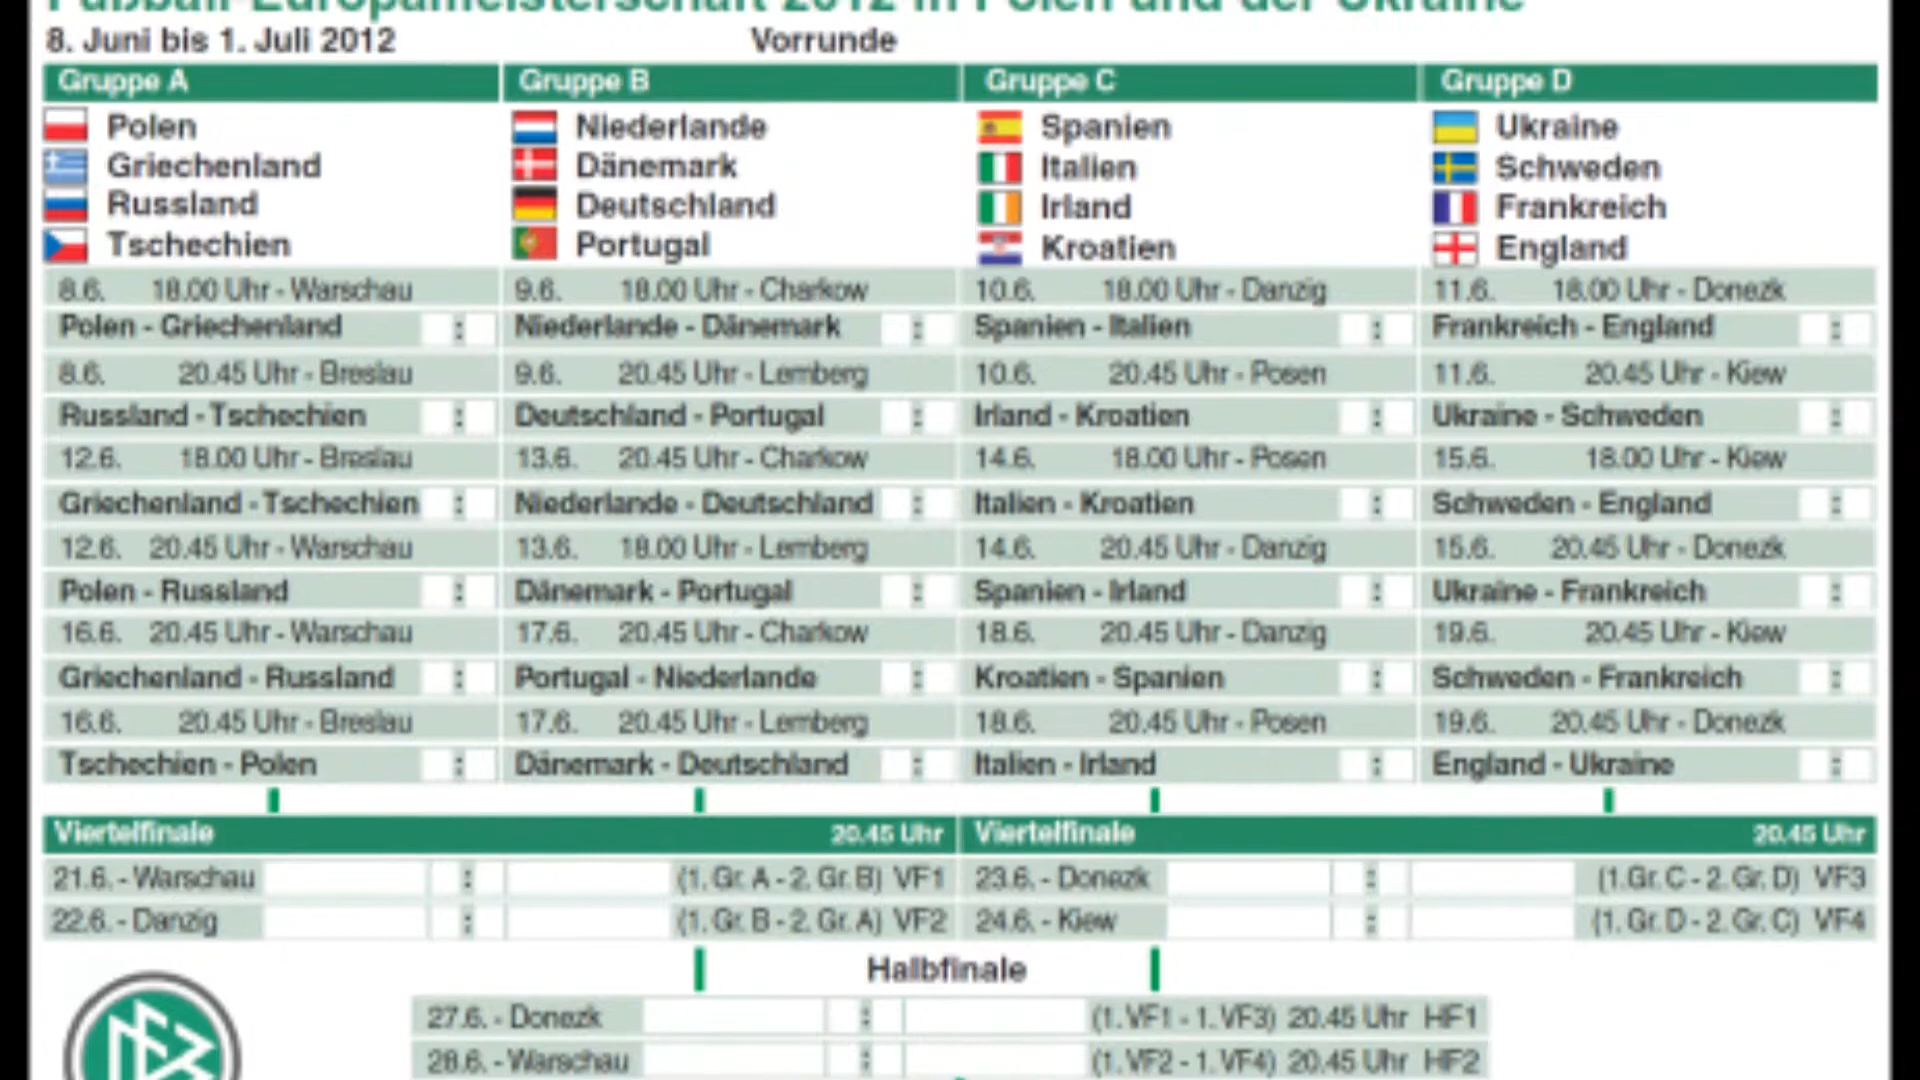 Fußball-Europameisterschaft 2012 in Polen und der Ukraine
8. Juni bis 1. Juli 2012 Vorrunde
Gruppe A Gruppe B Gruppe C Gruppe D
Polen Niederlande Spanien Ukraine
Griechenland Dänemark Italien Schweden
Russland Deutschland Irland Frankreich
Tschechien Portugal Kroatien England
8.6. 18.00 Uhr - Warschau 9.6. 18.00 Uhr - Charkow 10.6. 18.00 Uhr - Danzig 11.6. 18.00 Uhr - Donezk
Polen - Griechenland : Niederlande - Dänemark : Spanien - Italien : Frankreich - England :
8.6. 20.45 Uhr - Breslau 9.6. 20.45 Uhr - Lemberg 10.6. 20.45 Uhr - Posen 11.6. 20.45 Uhr - Kiew
Russland - Tschechien : Deutschland - Portugal : Irland - Kroatien : Ukraine - Schweden :
12.6. 18.00 Uhr - Breslau 13.6. 20.45 Uhr - Charkow 14.6. 18.00 Uhr - Posen 15.6. 18.00 Uhr - Kiew
Griechenland - Tschechien : Niederlande - Deutschland : Italien - Kroatien : Schweden - England :
12.6. 20.45 Uhr - Warschau 13.6. 18.00 Uhr - Lemberg 14.6. 20.45 Uhr - Danzig 15.6. 20.45 Uhr - Donezk
Polen - Russland : Dänemark - Portugal : Spanien - Irland : Ukraine - Frankreich :
16.6. 20.45 Uhr - Warschau 17.6. 20.45 Uhr - Charkow 18.6. 20.45 Uhr - Danzig 19.6. 20.45 Uhr - Kiew
Griechenland - Russland : Portugal - Niederlande : Kroatien - Spanien : Schweden - Frankreich :
16.6. 20.45 Uhr - Breslau 17.6. 20.45 Uhr - Lemberg 18.6. 20.45 Uhr - Posen 19.6. 20.45 Uhr - Donezk
Tschechien - Polen : Dänemark - Deutschland : Italien - Irland : England - Ukraine :
Viertelfinale 20.45 Uhr Viertelfinale 20.45 Uhr
21.6. - Warschau : (1. Gr. A - 2. Gr. B) VF1 23.6. - Donezk : (1.Gr. C - 2. Gr. D) VF3
22.6. - Danzig : (1. Gr. B - 2. Gr. A) VF2 24.6. - Kiew : (1. Gr. D - 2. Gr. C) VF4
Halbfinale
27.6. - Donezk : (1. VF1 - 1. VF3) 20.45 Uhr HF1
28.6. - Warschau : (1. VF2 - 1. VF4) 20.45 Uhr HF2
DFB